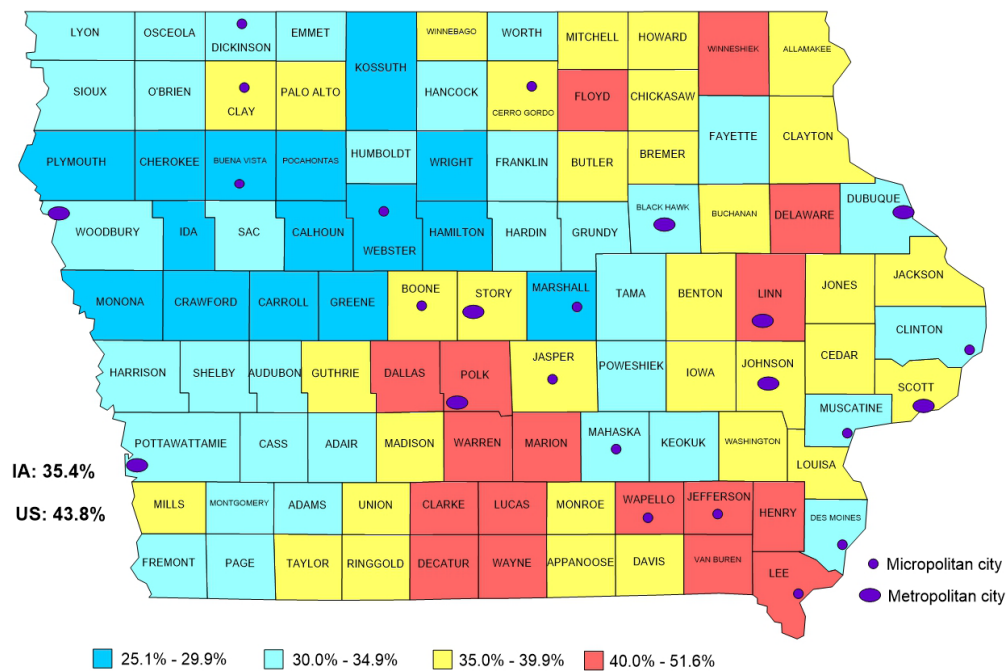 LYON OSCEOLA DICKINSON EMMET WINNEBAGO WORTH MITCHELL HOWARD WINNESHIEK ALLAMAKEE
KOSSUTH
SIOUX O'BRIEN CLAY PALO ALTO HANCOCK CERRO GORDO FLOYD CHICKASAW
PLYMOUTH CHEROKEE BUENA VISTA POCAHONTAS HUMBOLDT WRIGHT FRANKLIN BUTLER BREMER FAYETTE CLAYTON
WOODBURY IDA SAC CALHOUN WEBSTER HAMILTON HARDIN GRUNDY BLACK HAWK BUCHANAN DELAWARE DUBUQUE
MONONA CRAWFORD CARROLL GREENE BOONE STORY MARSHALL TAMA BENTON LINN JONES JACKSON
CLINTON
HARRISON SHELBY AUDUBON GUTHRIE DALLAS POLK JASPER POWESHIEK IOWA JOHNSON CEDAR SCOTT
MUSCATINE
POTTAWATTAMIE CASS ADAIR MADISON WARREN MARION MAHASKA KEOKUK WASHINGTON LOUISA
IA: 35.4%
US: 43.8%
MILLS MONTGOMERY ADAMS UNION CLARKE LUCAS MONROE WAPELLO JEFFERSON HENRY DES MOINES
FREMONT PAGE TAYLOR RINGGOLD DECATUR WAYNE APPANOOSE DAVIS VAN BUREN LEE
Micropolitan city
Metropolitan city
25.1% - 29.9% 30.0% - 34.9% 35.0% - 39.9% 40.0% - 51.6%